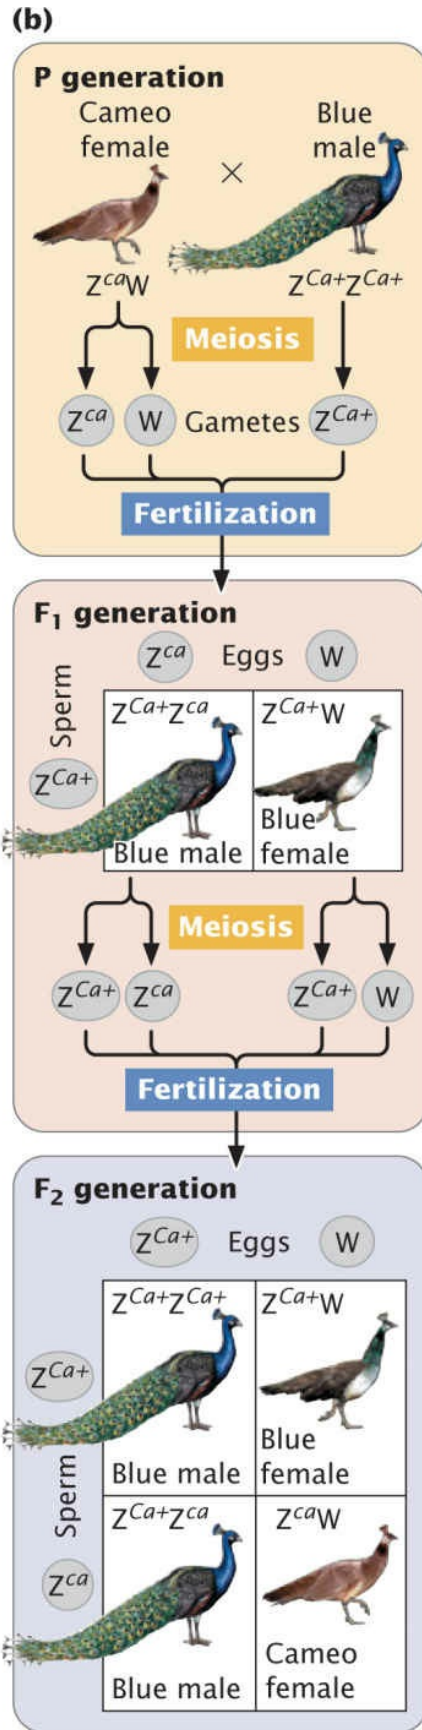 (b)
P generation
Cameo female
×
Blue male
Z^{ca}W
Z^{Ca+}Z^{Ca+}
Meiosis
Z^{ca}
W
Gametes
Z^{Ca+}
Fertilization
F₁ generation
Z^{ca}
Eggs
W
Sperm
Z^{Ca+}
Z^{Ca+}Z^{ca}
Blue male
Z^{Ca+}W
Blue female
Meiosis
Z^{Ca+}
Z^{ca}
Z^{Ca+}
W
Fertilization
F₂ generation
Z^{Ca+}
Eggs
W
Sperm
Z^{Ca+}
Z^{Ca+}Z^{Ca+}
Blue male
Z^{Ca+}W
Blue female
Z^{ca}
Z^{Ca+}Z^{ca}
Blue male
Z^{ca}W
Cameo female